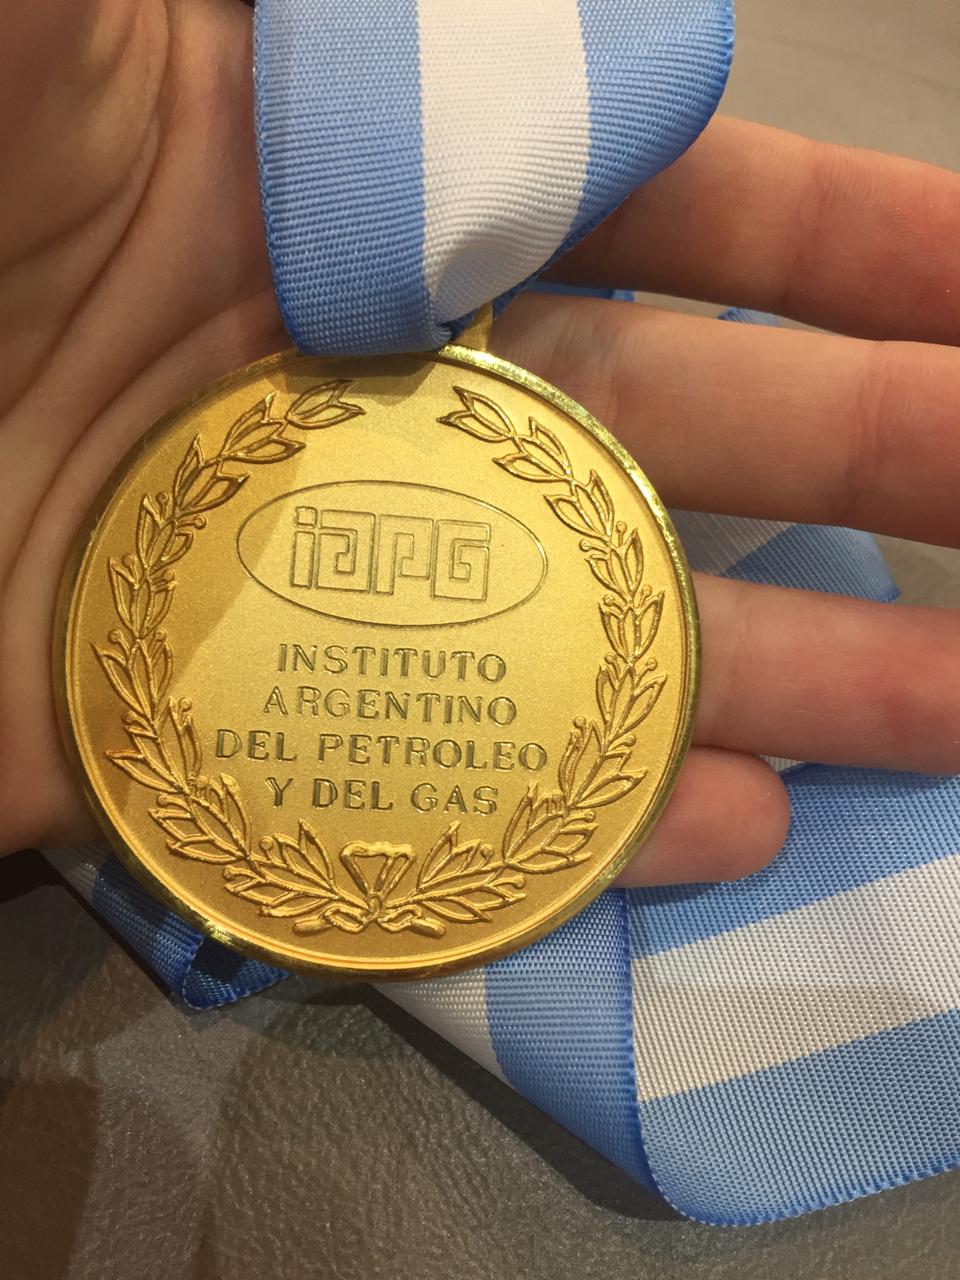 iAPG
INSTITUTO
ARGENTINO
DEL PETROLEO
Y DEL GAS